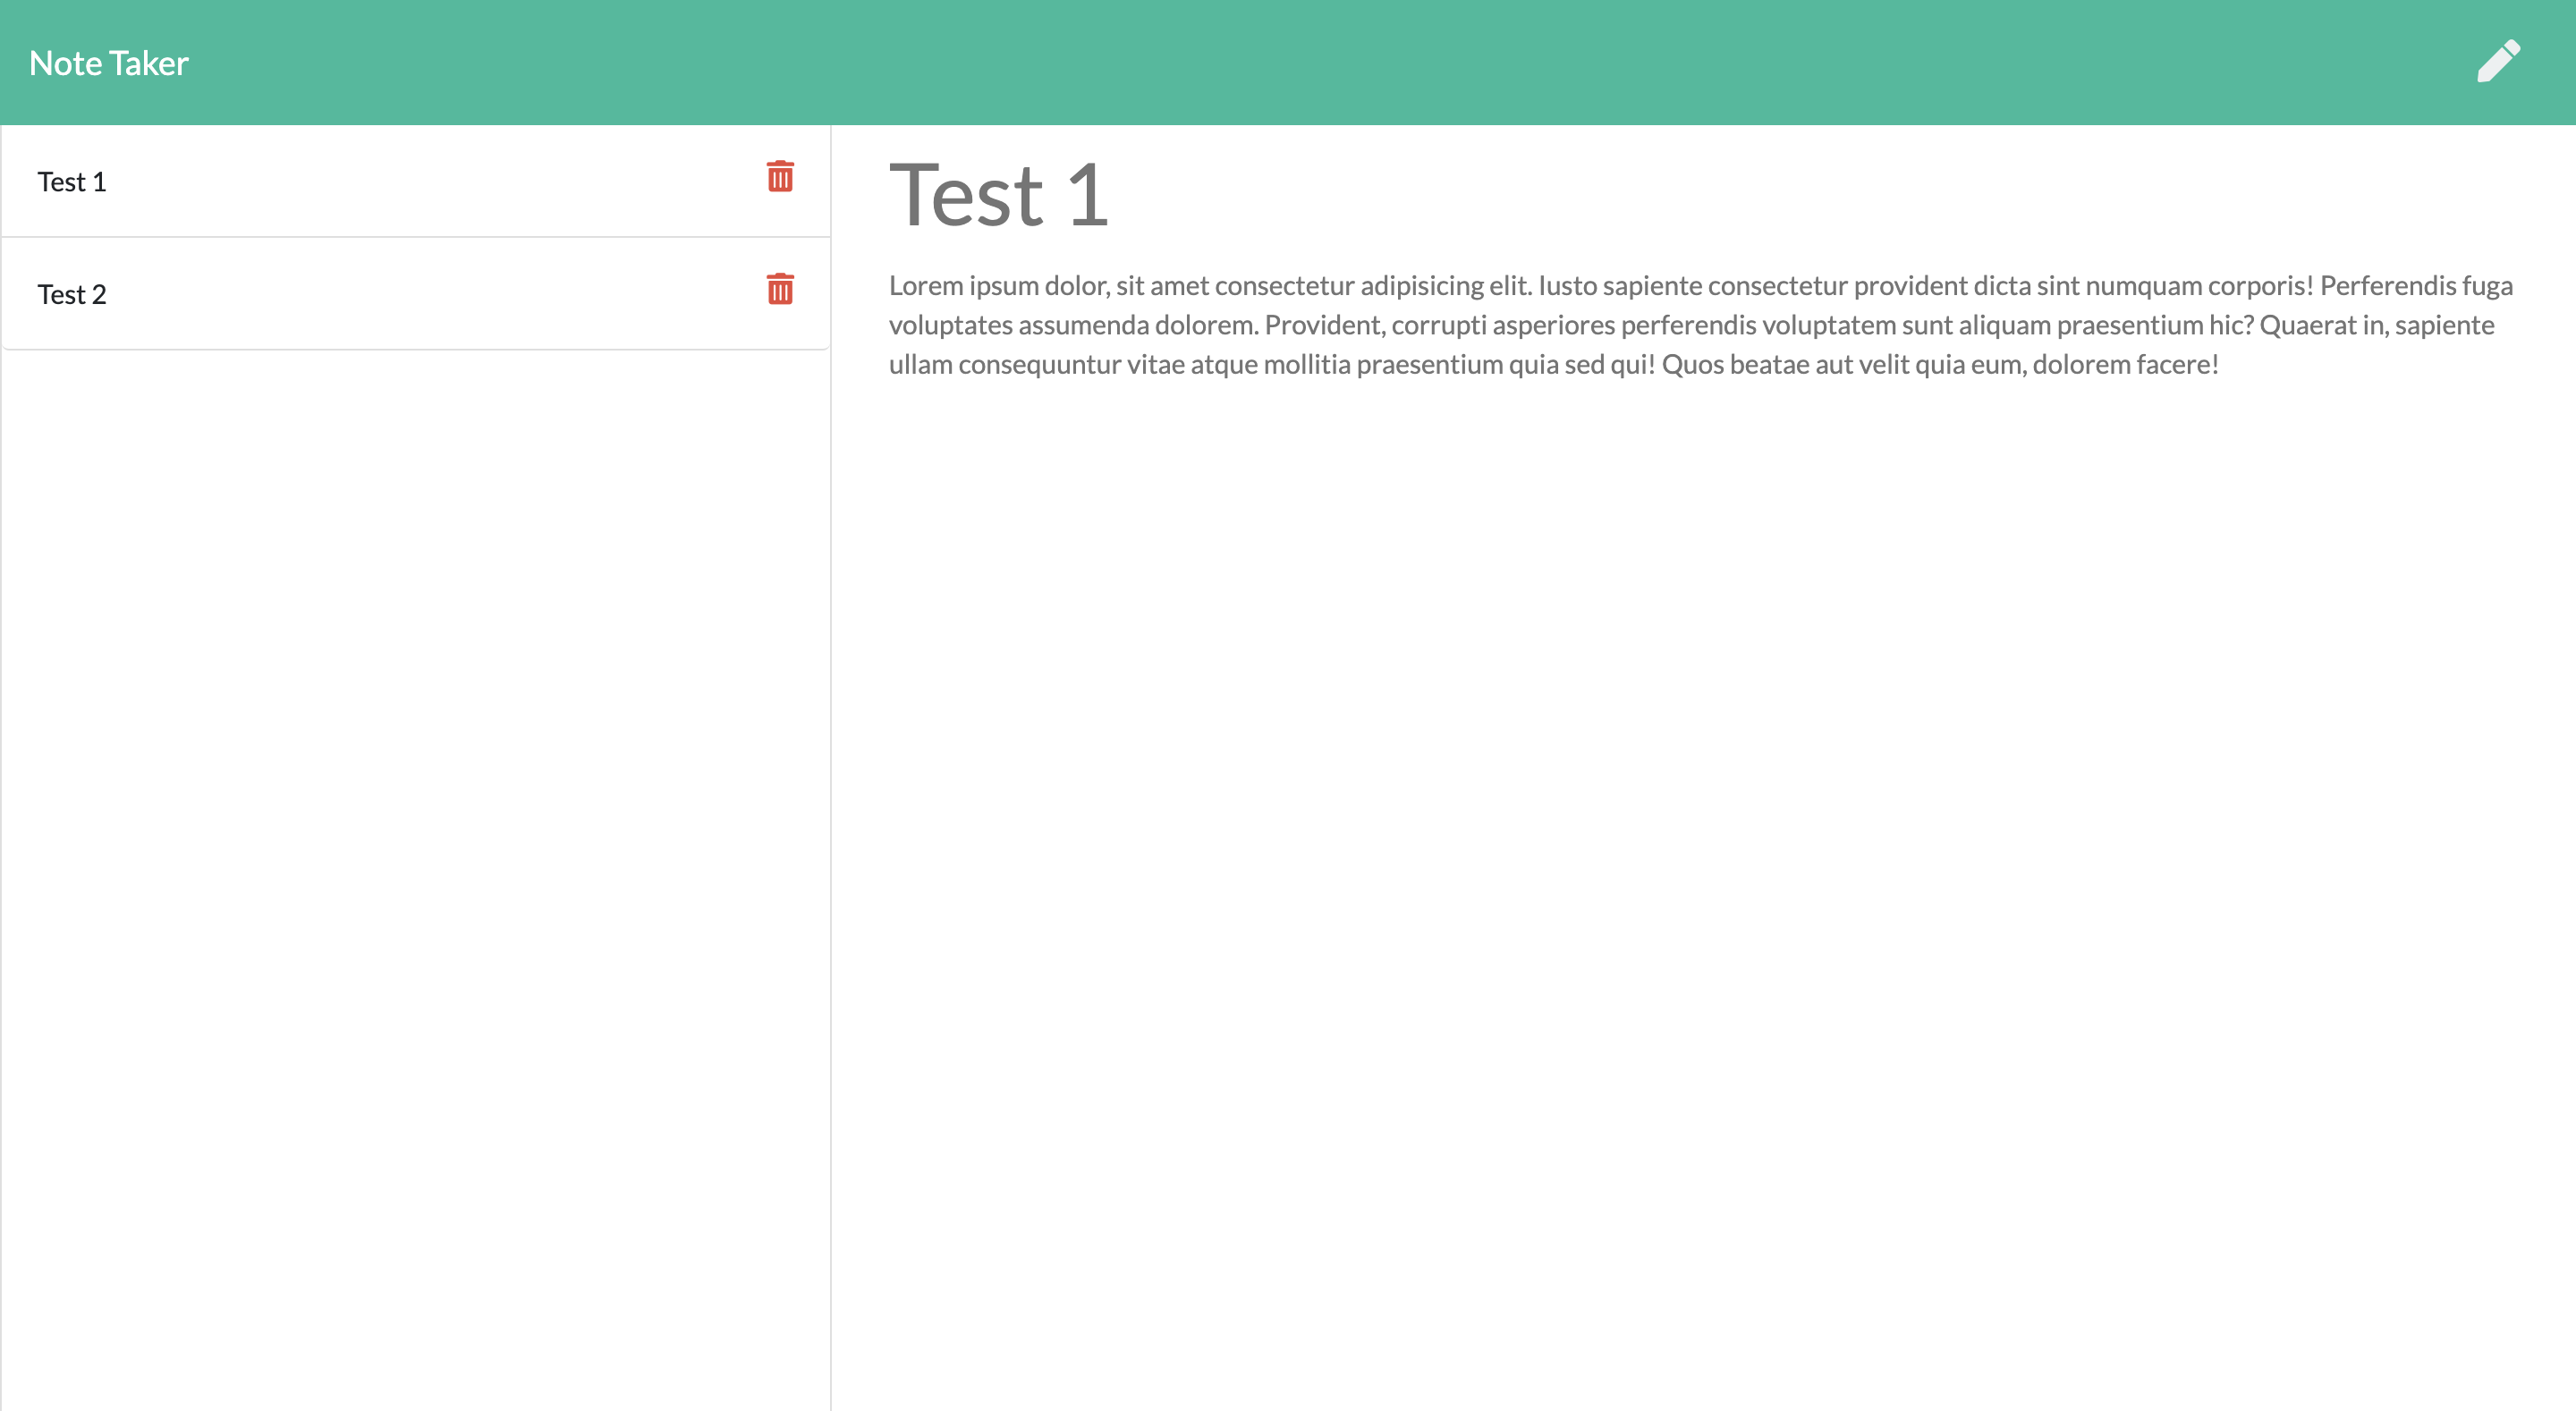 Note Taker
Test 1
Test 2
Test 1
Lorem ipsum dolor, sit amet consectetur adipisicing elit. Iusto sapiente consectetur provident dicta sint numquam corporis! Perferendis fuga
voluptates assumenda dolorem. Provident, corrupti asperiores perferendis voluptatem sunt aliquam praesentium hic? Quaerat in, sapiente
ullam consequuntur vitae atque mollitia praesentium quia sed qui! Quos beatae aut velit quia eum, dolorem facere!